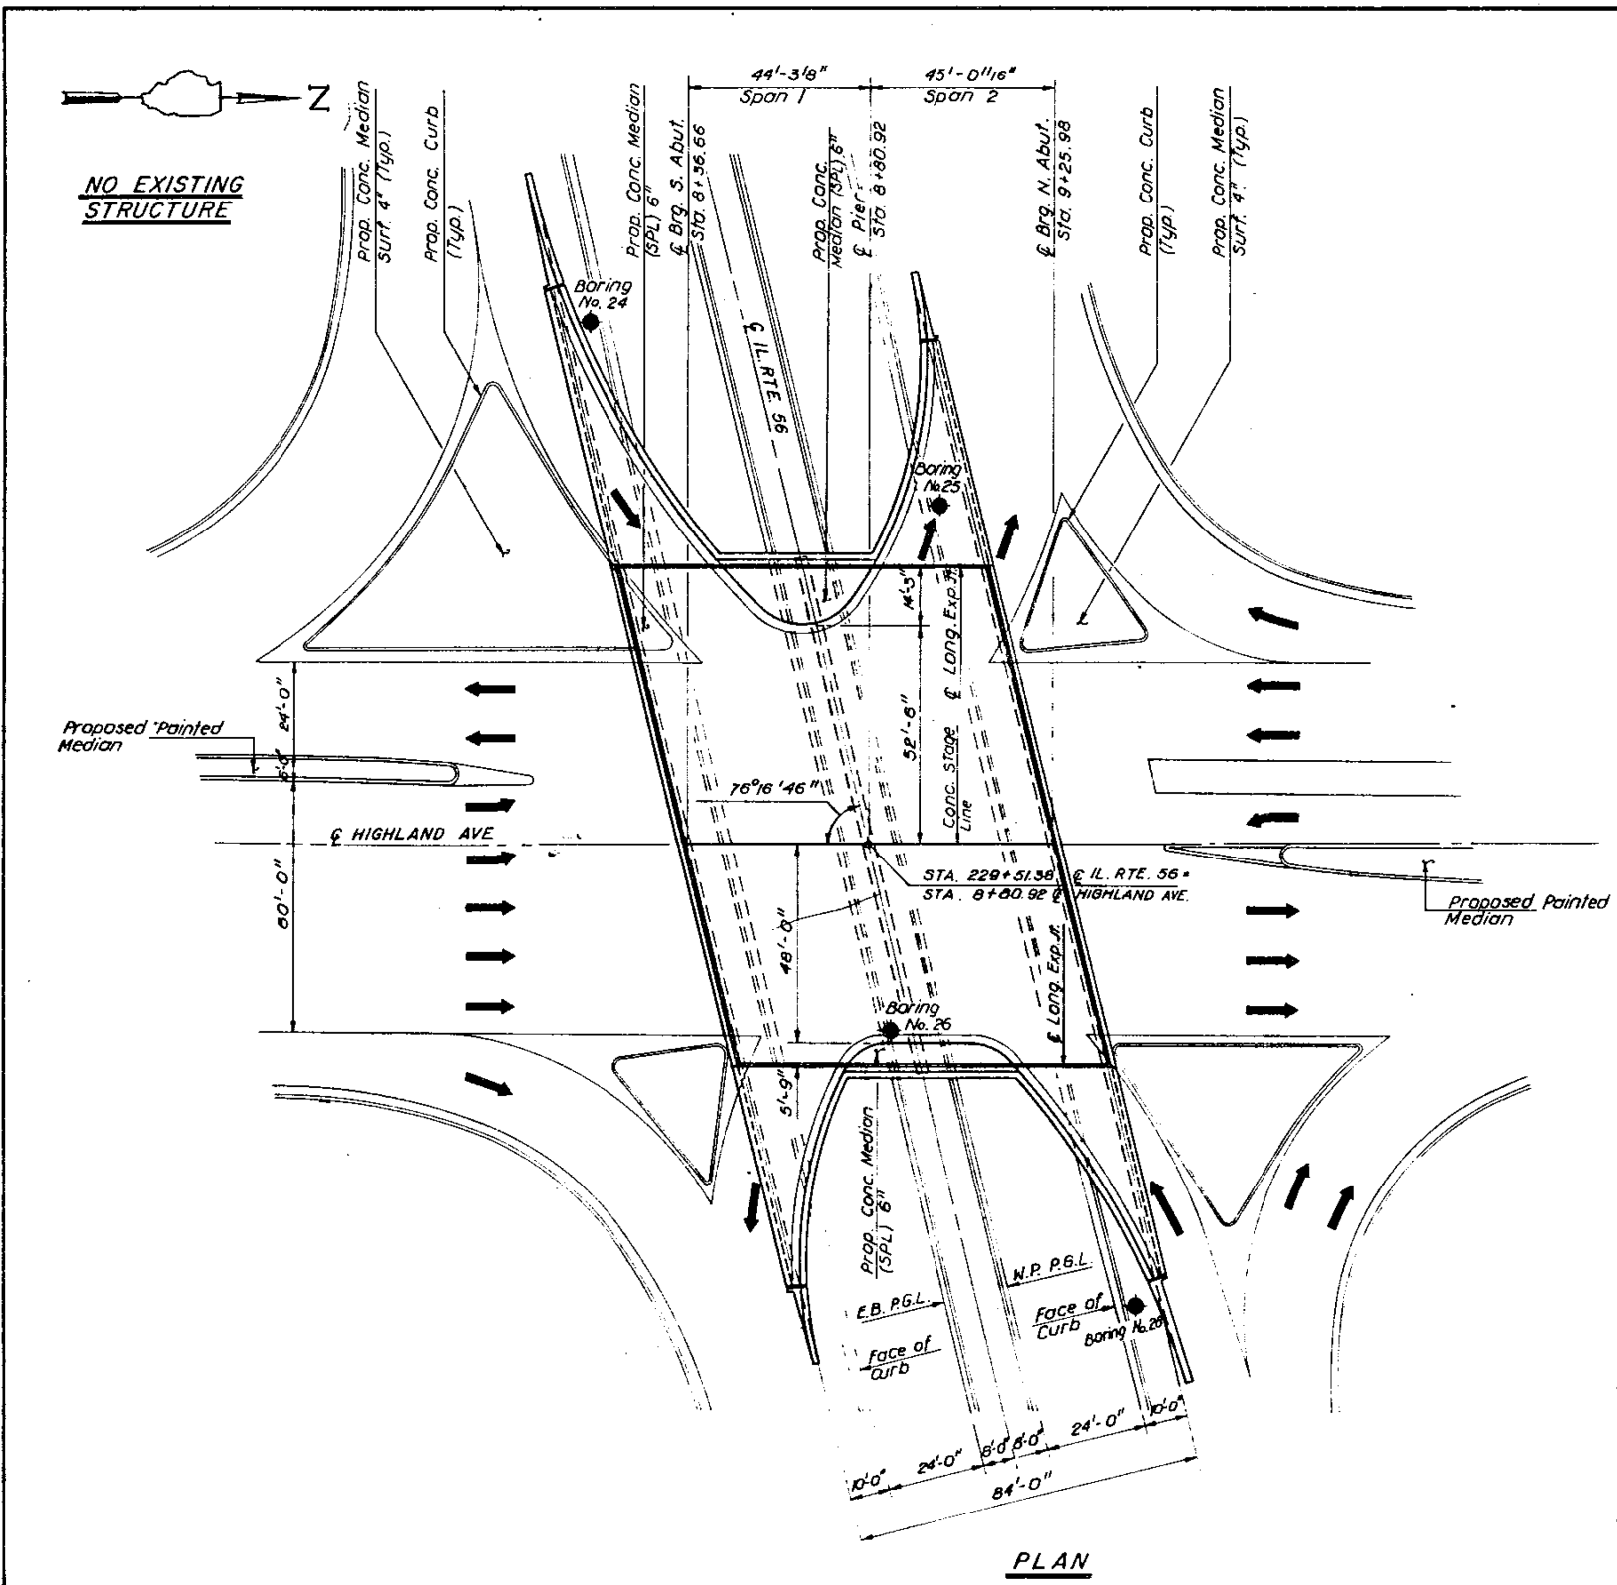 44'-3 1/8"
Span 1
45'-0 11/16"
Span 2
Z
NO EXISTING
STRUCTURE
Prop. Conc. Median
Surf. 4" (Typ.)
Prop. Conc. Curb
(Typ.)
Prop. Conc. Median
(SPL) 6"
℄ Brg. S. Abut.
Sta. 8+36.66
Prop. Conc.
Median (SPL) 6"
℄ Pier
Sta. 8+80.92
℄ Brg. N. Abut.
Sta. 9+25.98
Prop. Conc. Curb
(Typ.)
Prop. Conc. Median
Surf. 4" (Typ.)
Boring
No. 24
℄ IL. RTE. 56
Boring
No. 25
14'-3"
℄ Long. Exp. Jt.
52'-6"
Conc. Stage
Line
24'-0"
6'-0"
Proposed Painted
Median
76°16'46"
℄ HIGHLAND AVE
STA. 229+51.38 ℄ IL. RTE. 56 =
STA. 8+80.92 ℄ HIGHLAND AVE.
Proposed Painted
Median
60'-0"
48'-0"
℄ Long. Exp. Jt.
Boring
No. 26
5'-9"
Prop. Conc. Median
(SPL) 6"
E.B. P.G.L.
W.P. P.G.L.
Face of
Curb
Face of
Curb
Boring No. 26
10'-0"
24'-0"
8'-0"
8'-0"
24'-0"
10'-0"
84'-0"
PLAN